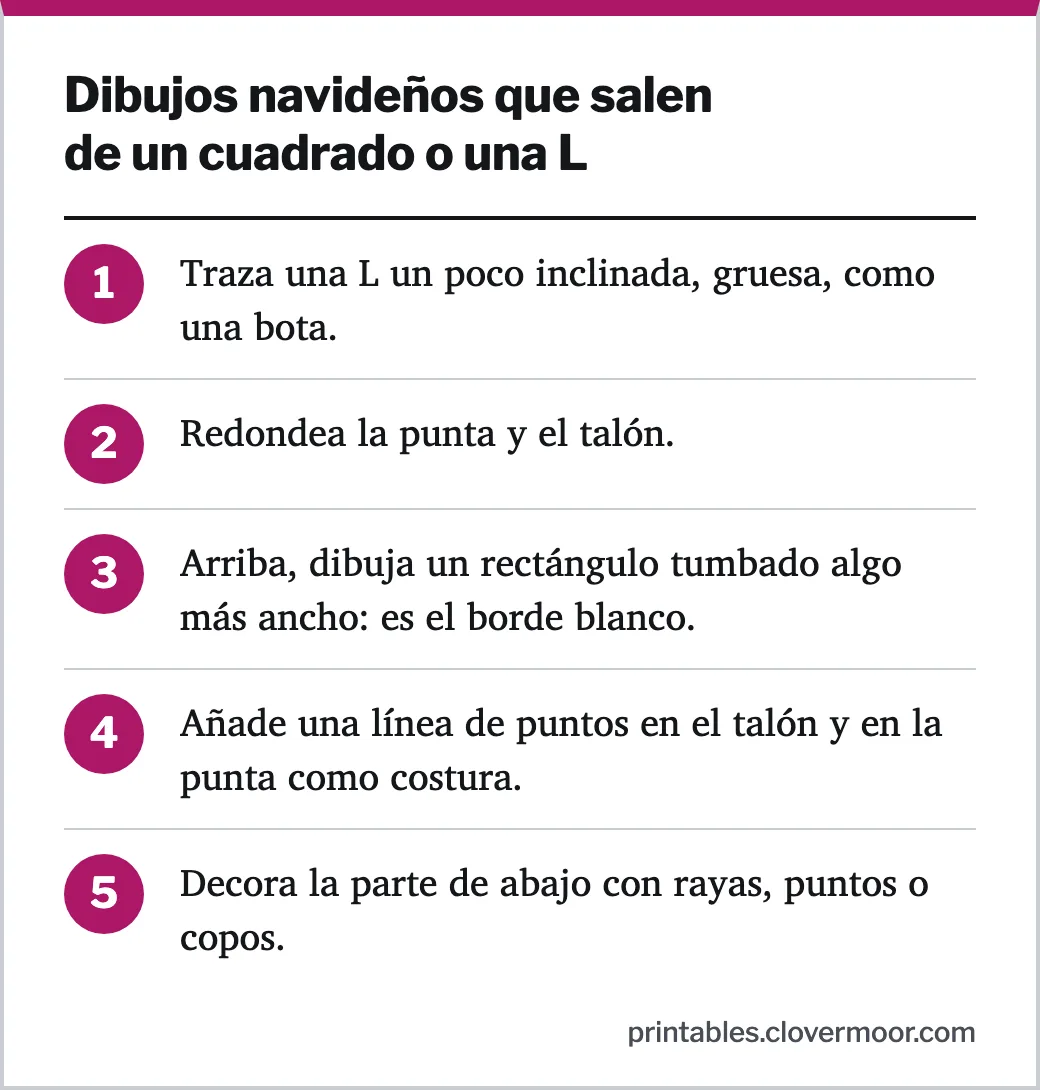 Dibujos navideños que salen
de un cuadrado o una L
1
Traza una L un poco inclinada, gruesa, como
una bota.
2
Redondea la punta y el talón.
3
Arriba, dibuja un rectángulo tumbado algo
más ancho: es el borde blanco.
4
Añade una línea de puntos en el talón y en la
punta como costura.
5
Decora la parte de abajo con rayas, puntos o
copos.
printables.clovermoor.com